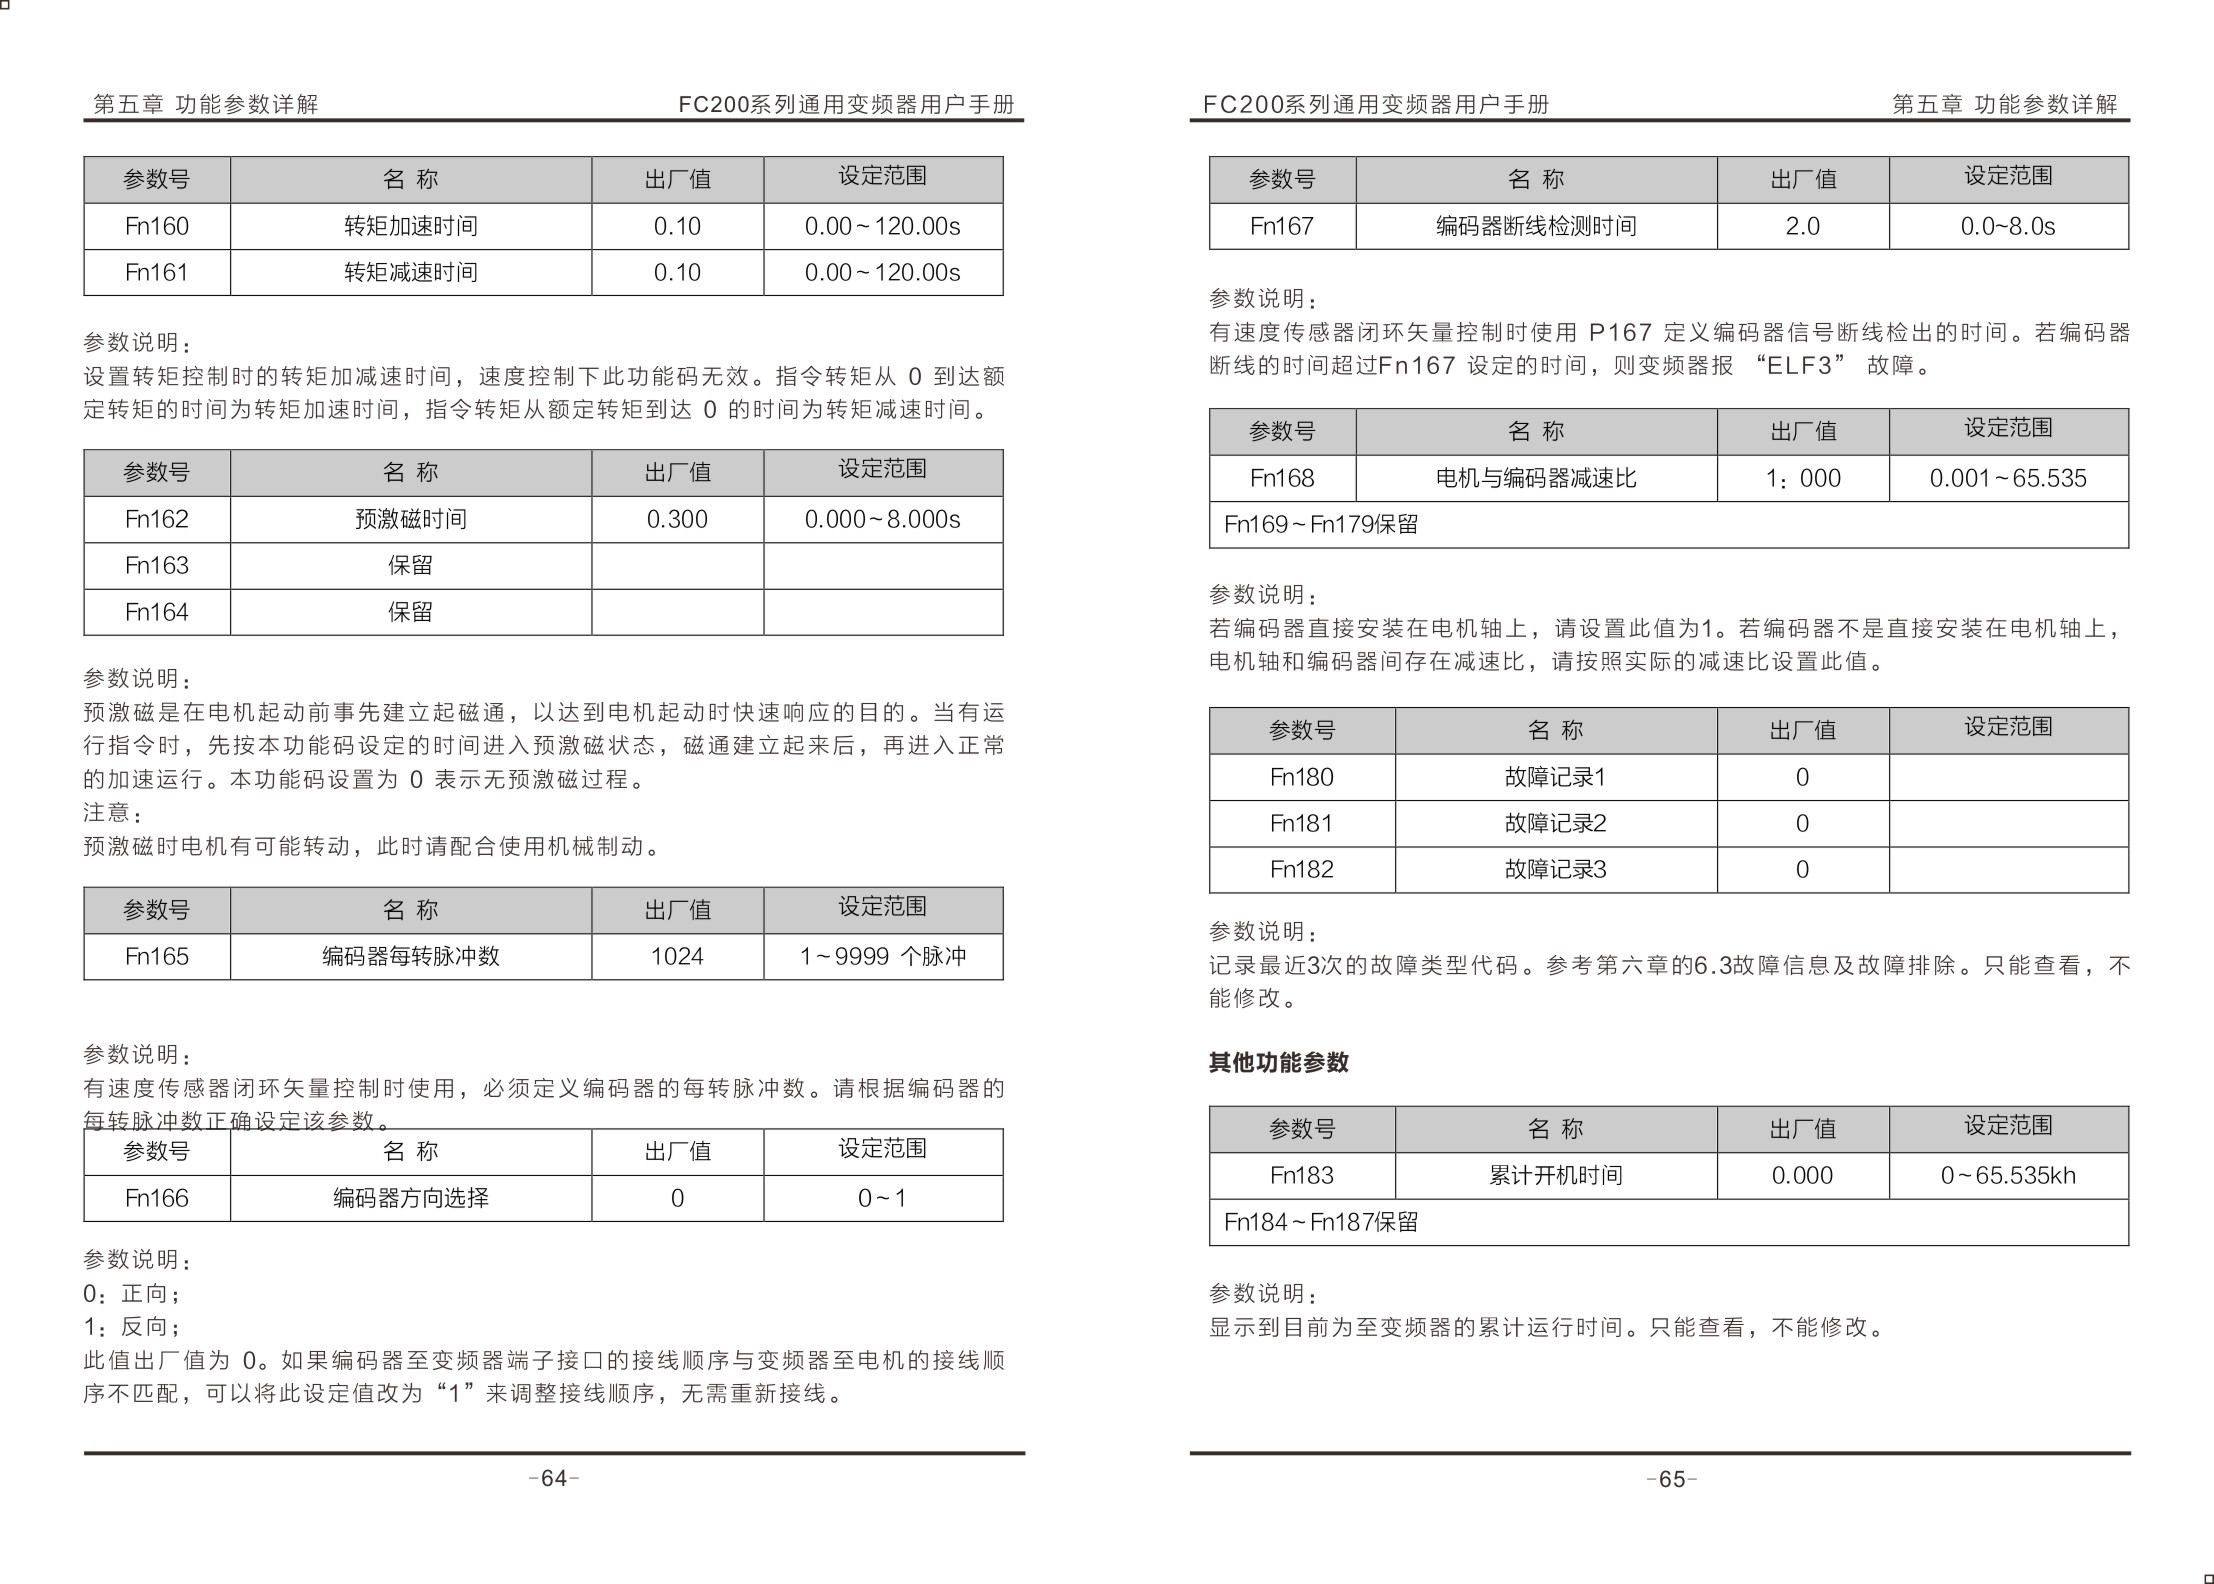 第五章 功能参数详解 FC200系列通用变频器用户手册
参数号 名 称 出厂值 设定范围
Fn160 转矩加速时间 0.10 0.00~120.00s
Fn161 转矩减速时间 0.10 0.00~120.00s
参数说明：
设置转矩控制时的转矩加减速时间，速度控制下此功能码无效。指令转矩从 0 到达额
定转矩的时间为转矩加速时间，指令转矩从额定转矩到达 0 的时间为转矩减速时间。
参数号 名 称 出厂值 设定范围
Fn162 预激磁时间 0.300 0.000~8.000s
Fn163 保留
Fn164 保留
参数说明：
预激磁是在电机起动前事先建立起磁通，以达到电机起动时快速响应的目的。当有运
行指令时，先按本功能码设定的时间进入预激磁状态，磁通建立起来后，再进入正常
的加速运行。本功能码设置为 0 表示无预激磁过程。
注意：
预激磁时电机有可能转动，此时请配合使用机械制动。
参数号 名 称 出厂值 设定范围
Fn165 编码器每转脉冲数 1024 1~9999 个脉冲
参数说明：
有速度传感器闭环矢量控制时使用，必须定义编码器的每转脉冲数。请根据编码器的
每转脉冲数正确设定该参数。
参数号 名 称 出厂值 设定范围
Fn166 编码器方向选择 0 0~1
参数说明：
0：正向；
1：反向；
此值出厂值为 0。如果编码器至变频器端子接口的接线顺序与变频器至电机的接线顺
序不匹配，可以将此设定值改为“1”来调整接线顺序，无需重新接线。
-64-
FC200系列通用变频器用户手册 第五章 功能参数详解
参数号 名 称 出厂值 设定范围
Fn167 编码器断线检测时间 2.0 0.0~8.0s
参数说明：
有速度传感器闭环矢量控制时使用 P167 定义编码器信号断线检出的时间。若编码器
断线的时间超过Fn167 设定的时间，则变频器报 “ELF3” 故障。
参数号 名 称 出厂值 设定范围
Fn168 电机与编码器减速比 1：000 0.001~65.535
Fn169~Fn179保留
参数说明：
若编码器直接安装在电机轴上，请设置此值为1。若编码器不是直接安装在电机轴上，
电机轴和编码器间存在减速比，请按照实际的减速比设置此值。
参数号 名 称 出厂值 设定范围
Fn180 故障记录1 0
Fn181 故障记录2 0
Fn182 故障记录3 0
参数说明：
记录最近3次的故障类型代码。参考第六章的6.3故障信息及故障排除。只能查看，不
能修改。
其他功能参数
参数号 名 称 出厂值 设定范围
Fn183 累计开机时间 0.000 0~65.535kh
Fn184~Fn187保留
参数说明：
显示到目前为至变频器的累计运行时间。只能查看，不能修改。
-65-